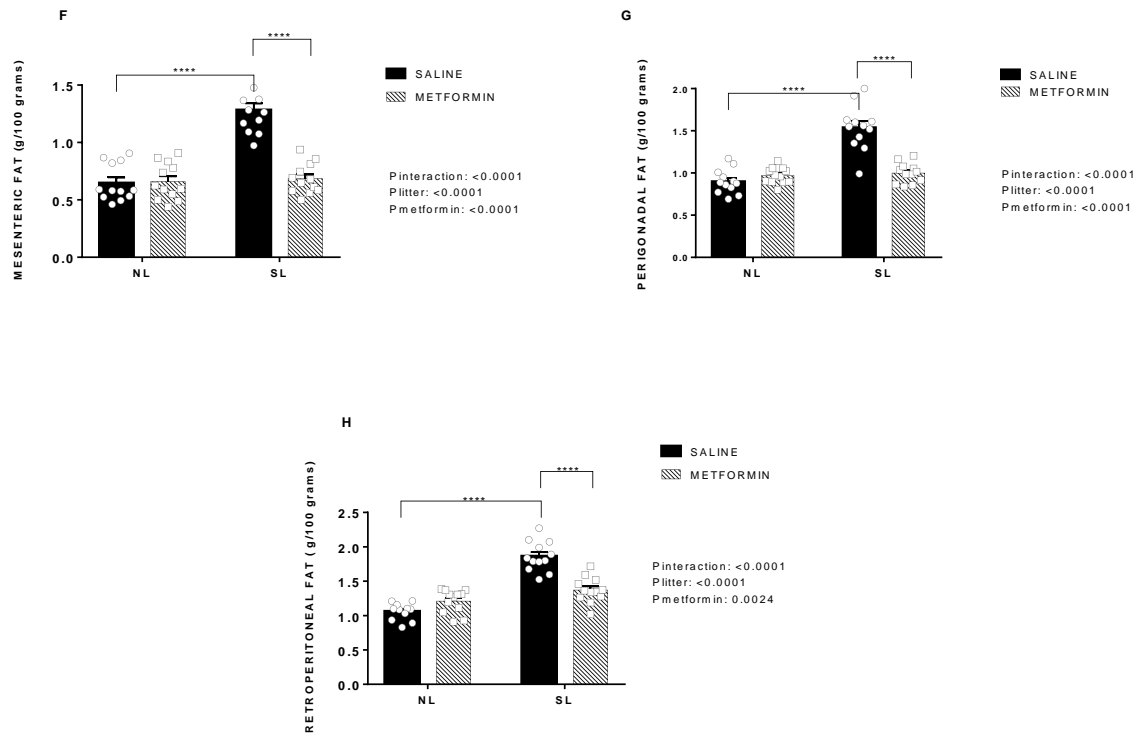 F
****
****
SALINE
METFORMIN
MESENTERIC FAT (g/100 grams)
1.5
1.0
0.5
0.0
NL
SL
Pinteraction: <0.0001
Plitter: <0.0001
Pmetformin: <0.0001
G
****
****
SALINE
METFORMIN
PERIGONADAL FAT (g/100 grams)
2.0
1.5
1.0
0.5
0.0
NL
SL
Pinteraction: <0.0001
Plitter: <0.0001
Pmetformin: <0.0001
H
SALINE
METFORMIN
****
****
RETROPERITONEAL FAT (g/100 grams)
2.5
2.0
1.5
1.0
0.5
0.0
NL
SL
Pinteraction: <0.0001
Plitter: <0.0001
Pmetformin: 0.0024